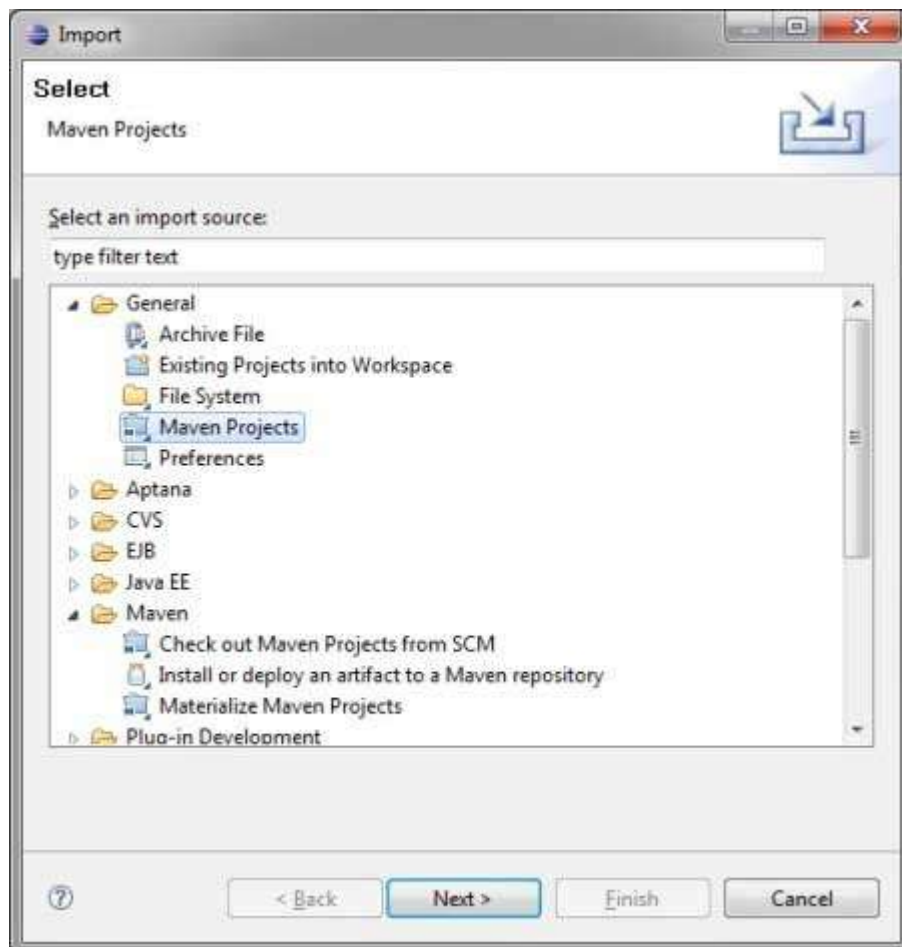 Import
Select
Maven Projects
Select an import source:
type filter text
General
Archive File
Existing Projects into Workspace
File System
Maven Projects
Preferences
Aptana
CVS
EJB
Java EE
Maven
Check out Maven Projects from SCM
Install or deploy an artifact to a Maven repository
Materialize Maven Projects
Plug-in Development
? < Back Next > Finish Cancel